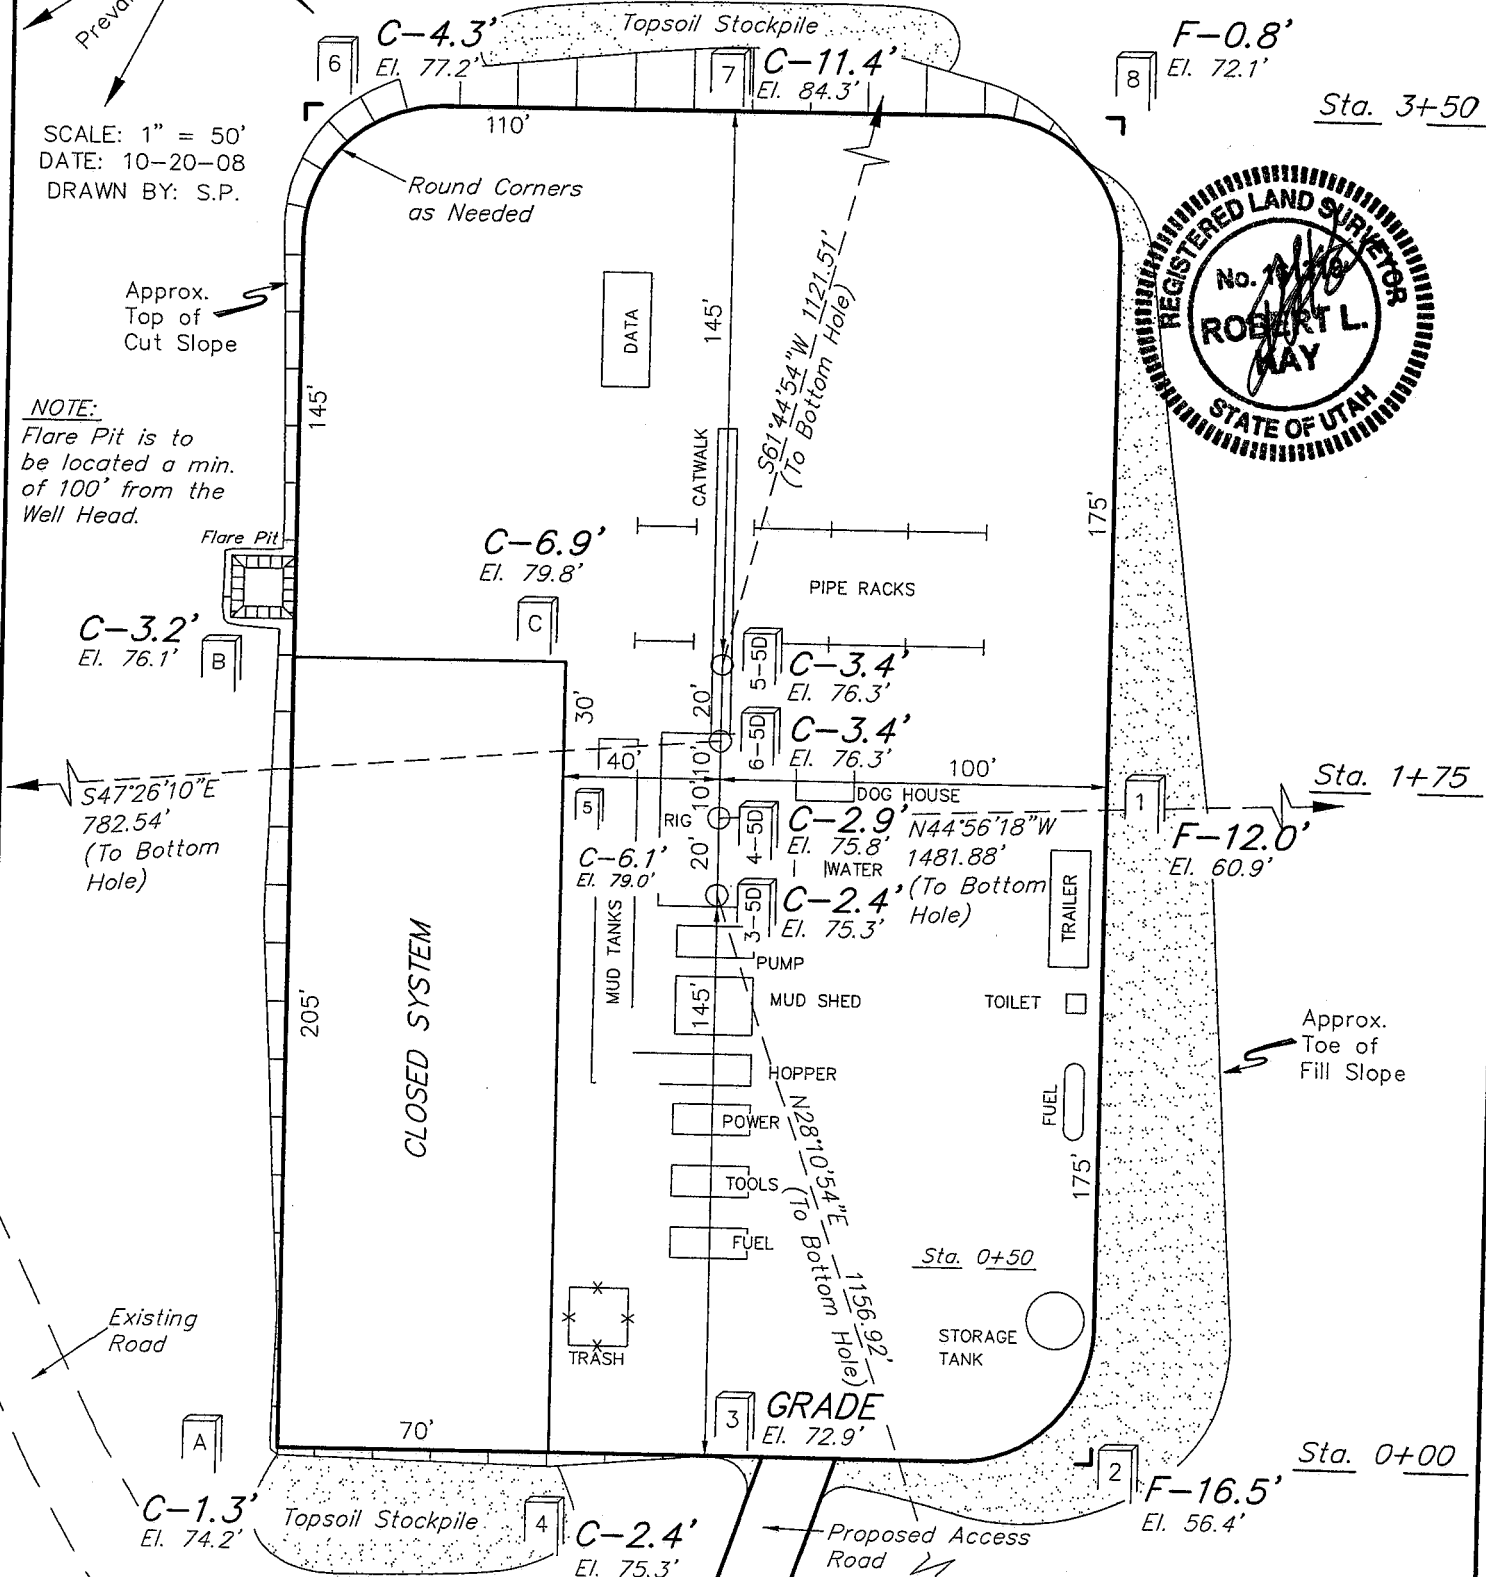 Topsoil Stockpile
6
C-4.3'
El. 77.2'
7
C-11.4'
El. 84.3'
8
F-0.8'
El. 72.1'
Sta. 3+50
SCALE: 1" = 50'
DATE: 10-20-08
DRAWN BY: S.P.
110'
Round Corners
as Needed
REGISTERED LAND SURVEYOR
ROBERT L.
HAY
STATE OF UTAH
Approx.
Top of
Cut Slope
DATA
145'
145'
S61°44'54"W 1121.51'
(To Bottom Hole)
NOTE:
Flare Pit is to
be located a min.
of 100' from the
Well Head.
Flare Pit
CATWALK
175'
C-6.9'
El. 79.8'
C
PIPE RACKS
C-3.2'
El. 76.1'
B
5-5D
C-3.4'
El. 76.3'
30'
20'
6-5D
C-3.4'
El. 76.3'
10'
10'
40'
100'
Sta. 1+75
S47°26'10"E
782.54'
(To Bottom
Hole)
5
C-6.1'
El. 79.0'
RIG
DOG HOUSE
4-5D
C-2.9'
El. 75.8'
N44°56'18"W
1481.88'
(To Bottom
Hole)
1
F-12.0'
El. 60.9'
20'
WATER
3-5D
C-2.4'
El. 75.3'
TRAILER
MUD TANKS
PUMP
145'
MUD SHED
TOILET
CLOSED SYSTEM
205'
HOPPER
FUEL
Approx.
Toe of
Fill Slope
POWER
N28°10'54"E 1156.92'
(To Bottom Hole)
TOOLS
175'
FUEL
Sta. 0+50
Existing
Road
TRASH
STORAGE
TANK
3
GRADE
El. 72.9'
70'
A
C-1.3'
El. 74.2'
Topsoil Stockpile
4
C-2.4'
El. 75.3'
Proposed Access
Road
2
F-16.5'
El. 56.4'
Sta. 0+00